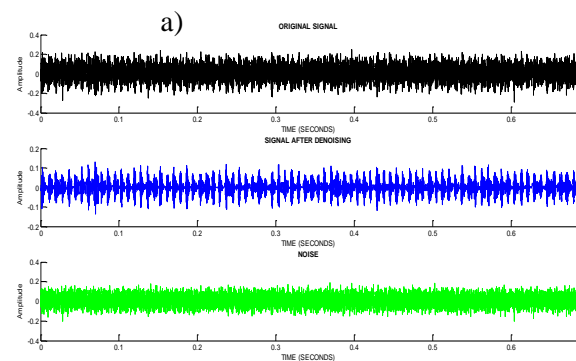 a)
ORIGINAL SIGNAL
0.4
0.2
0
-0.2
-0.4
Amplitude
0 0.1 0.2 0.3 0.4 0.5 0.6
TIME (SECONDS)
SIGNAL AFTER DENOISING
0.2
0.1
0
-0.1
-0.2
Amplitude
0 0.1 0.2 0.3 0.4 0.5 0.6
TIME (SECONDS)
NOISE
0.4
0.2
0
-0.2
-0.4
Amplitude
0 0.1 0.2 0.3 0.4 0.5 0.6
TIME (SECONDS)